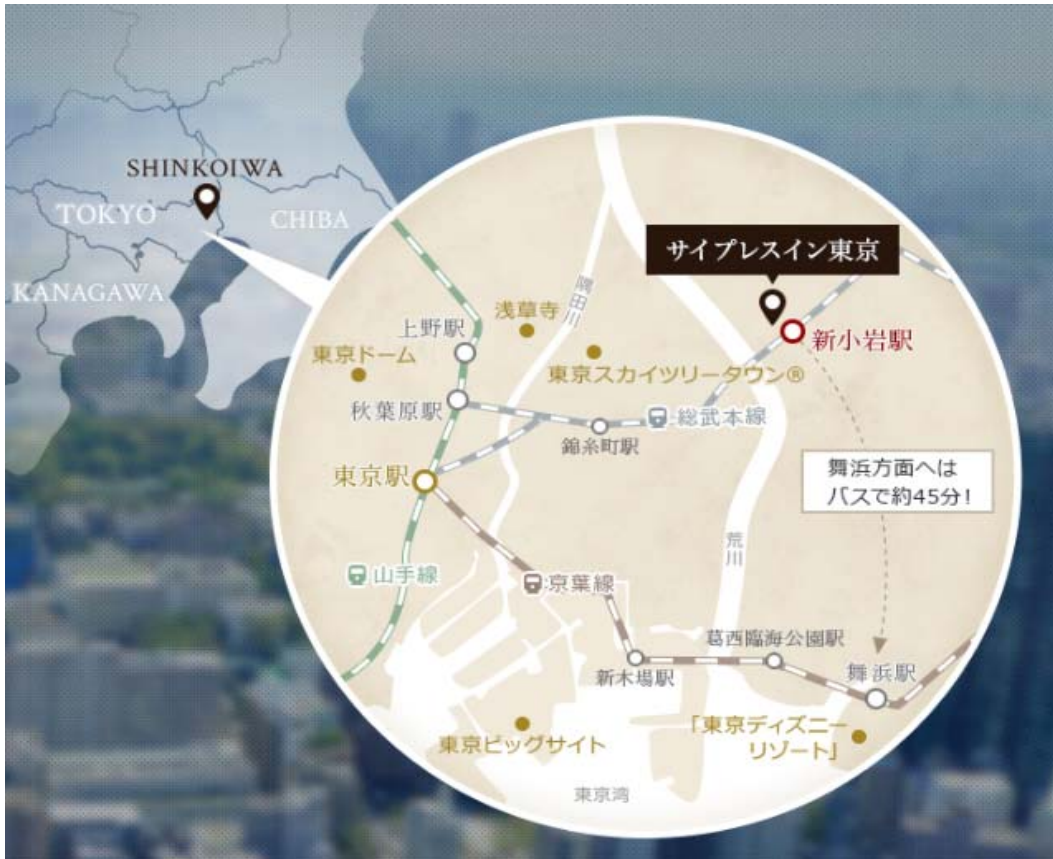 SHINKOIWA
TOKYO
CHIBA
KANAGAWA
サイプレスイン東京
隅田川
浅草寺
新小岩駅
上野駅
東京ドーム
東京スカイツリータウン®
秋葉原駅
総武本線
錦糸町駅
東京駅
舞浜方面へは
バスで約45分!
荒川
山手線
京葉線
葛西臨海公園駅
新木場駅
舞浜駅
「東京ディズニー
リゾート」
東京ビッグサイト
東京湾